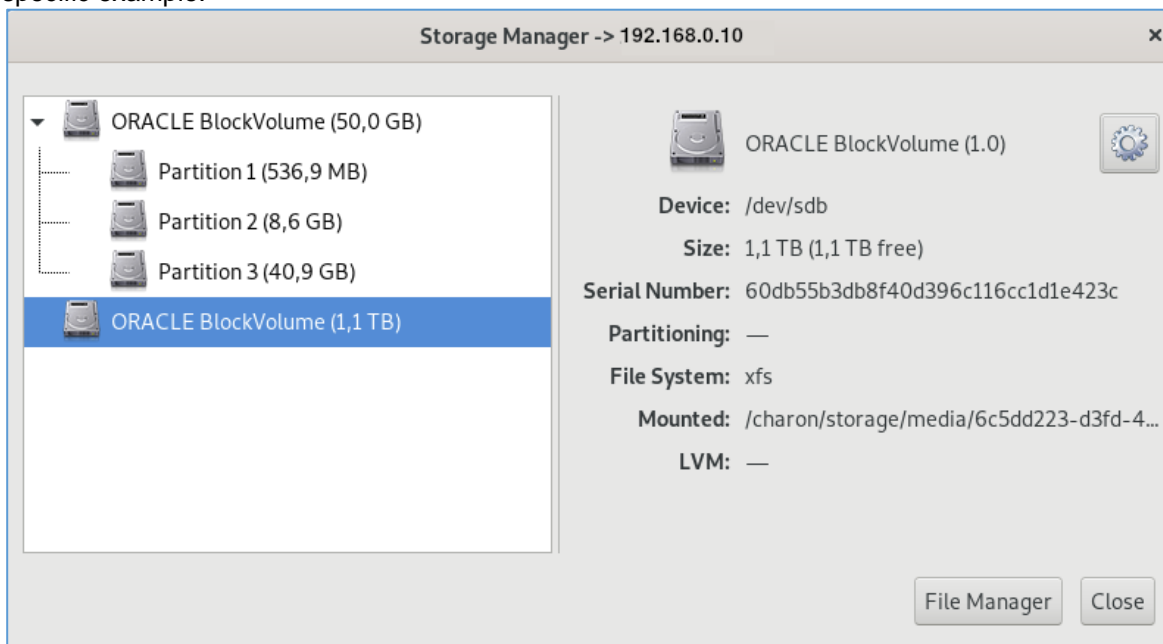 specific example:
Storage Manager -> 192.168.0.10 ×
ORACLE BlockVolume (50,0 GB)
Partition 1 (536,9 MB)
Partition 2 (8,6 GB)
Partition 3 (40,9 GB)
ORACLE BlockVolume (1,1 TB)
ORACLE BlockVolume (1.0)
Device: /dev/sdb
Size: 1,1 TB (1,1 TB free)
Serial Number: 60db55b3db8f40d396c116cc1d1e423c
Partitioning: —
File System: xfs
Mounted: /charon/storage/media/6c5dd223-d3fd-4...
LVM: —
File Manager Close